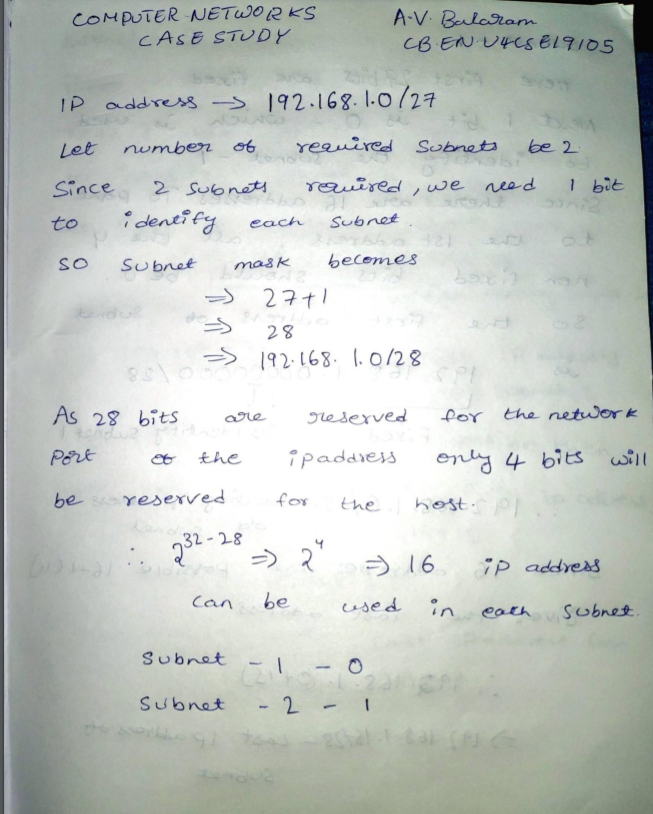 COMPUTER NETWORKS
CASE STUDY
A.V. Balaram
CB.EN.U4CSE19105
IP address → 192.168.1.0/27
Let number of required Subnets be 2
Since 2 Subnets required, we need 1 bit
to identify each Subnet.
SO Subnet mask becomes
⇒ 27+1
⇒ 28
⇒ 192.168.1.0/28
As 28 bits are reserved for the network
Part of the ipaddress only 4 bits will
be reserved for the host.
∴ 2^32-28 ⇒ 2^4 ⇒ 16 ip address
can be used in each Subnet.
Subnet - 1 - 0
Subnet - 2 - 1